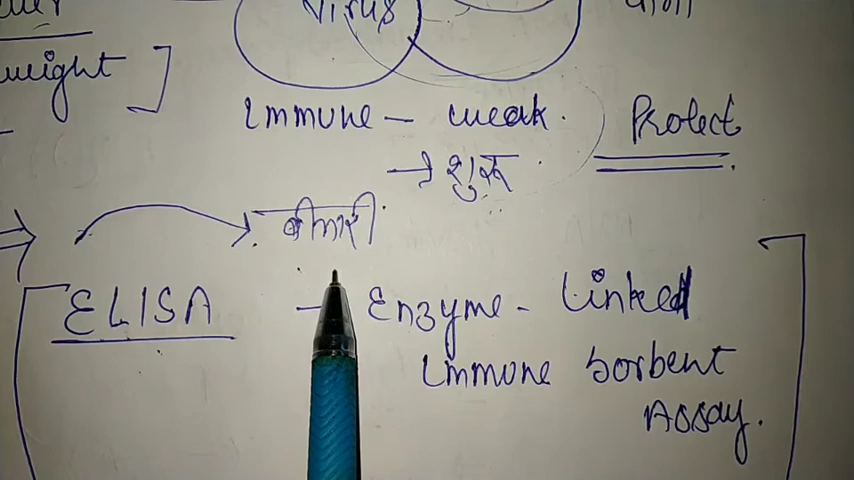 weight ]
Virus
Immune - weak.
Protect
→ शुरू
बीमारी
ELISA - Enzyme - Linked
Immune Sorbent
Assay.